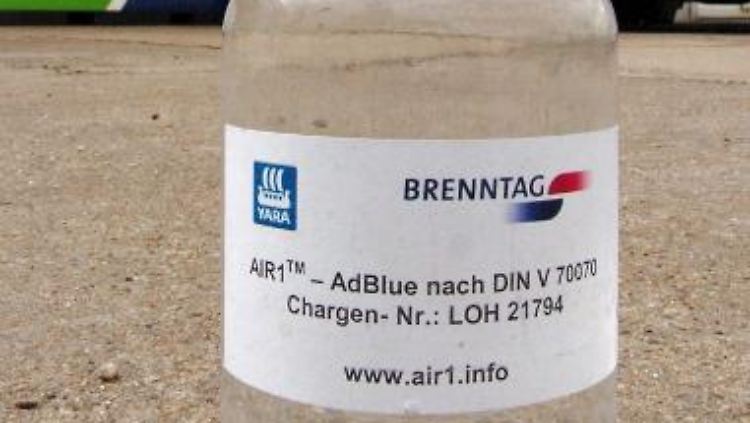 YARA
BRENNTAG
AIR1™ – AdBlue nach DIN V 70070
Chargen- Nr.: LOH 21794
www.air1.info